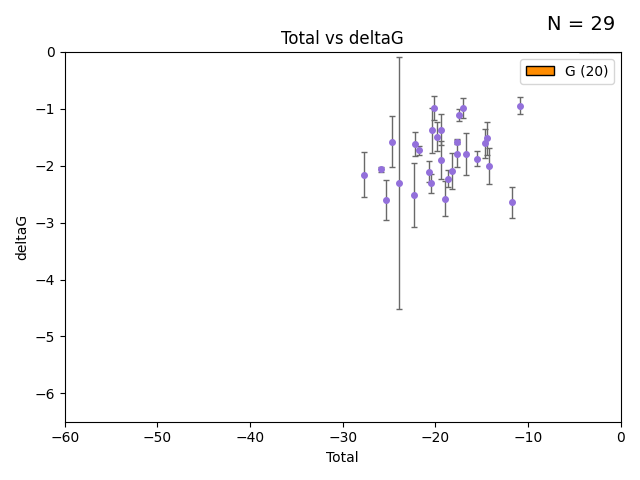 N = 29
Total vs deltaG
G (20)
deltaG
0
−1
−2
−3
−4
−5
−6
−60
−50
−40
−30
−20
−10
0
Total